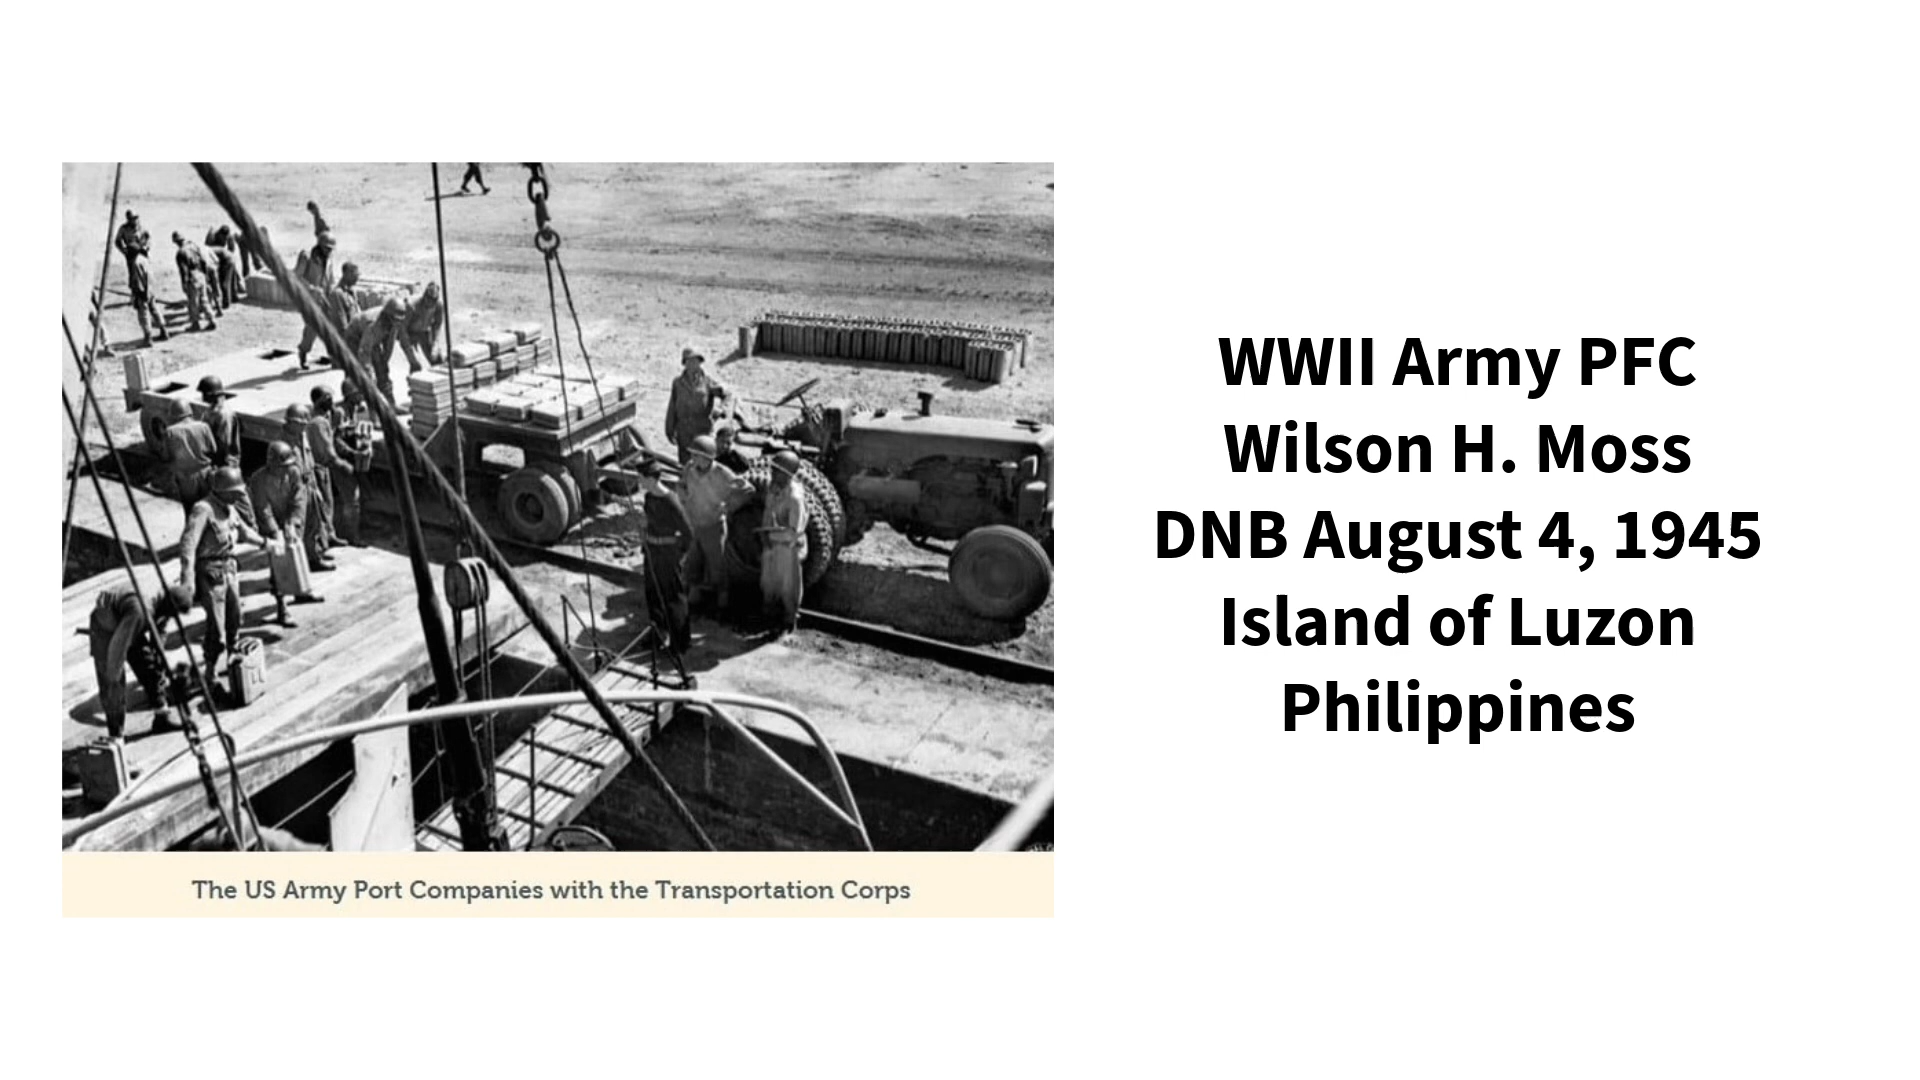 The US Army Port Companies with the Transportation Corps
WWII Army PFC
Wilson H. Moss
DNB August 4, 1945
Island of Luzon
Philippines